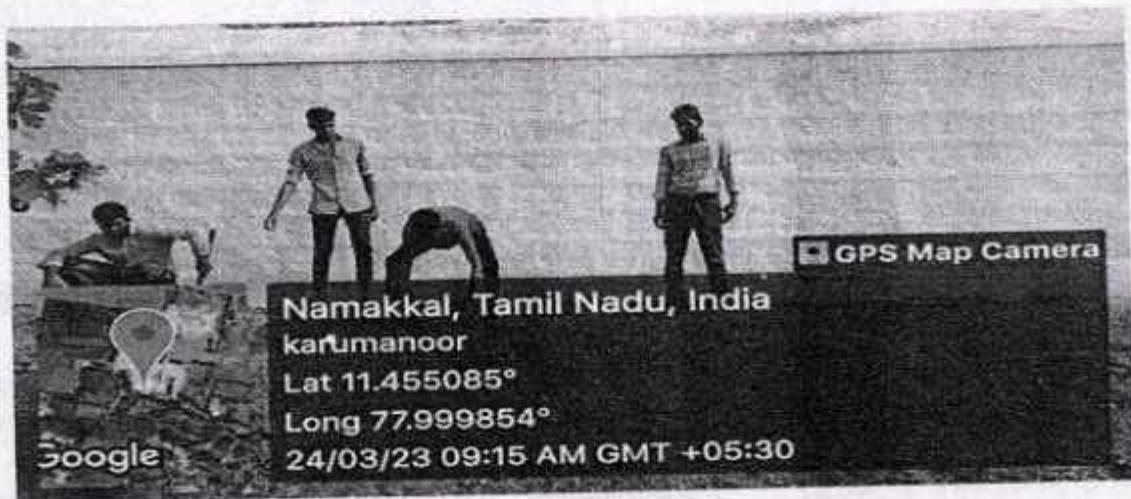 GPS Map Camera
Namakkal, Tamil Nadu, India
karumanoor
Lat 11.455085°
Long 77.999854°
24/03/23 09:15 AM GMT +05:30
Google